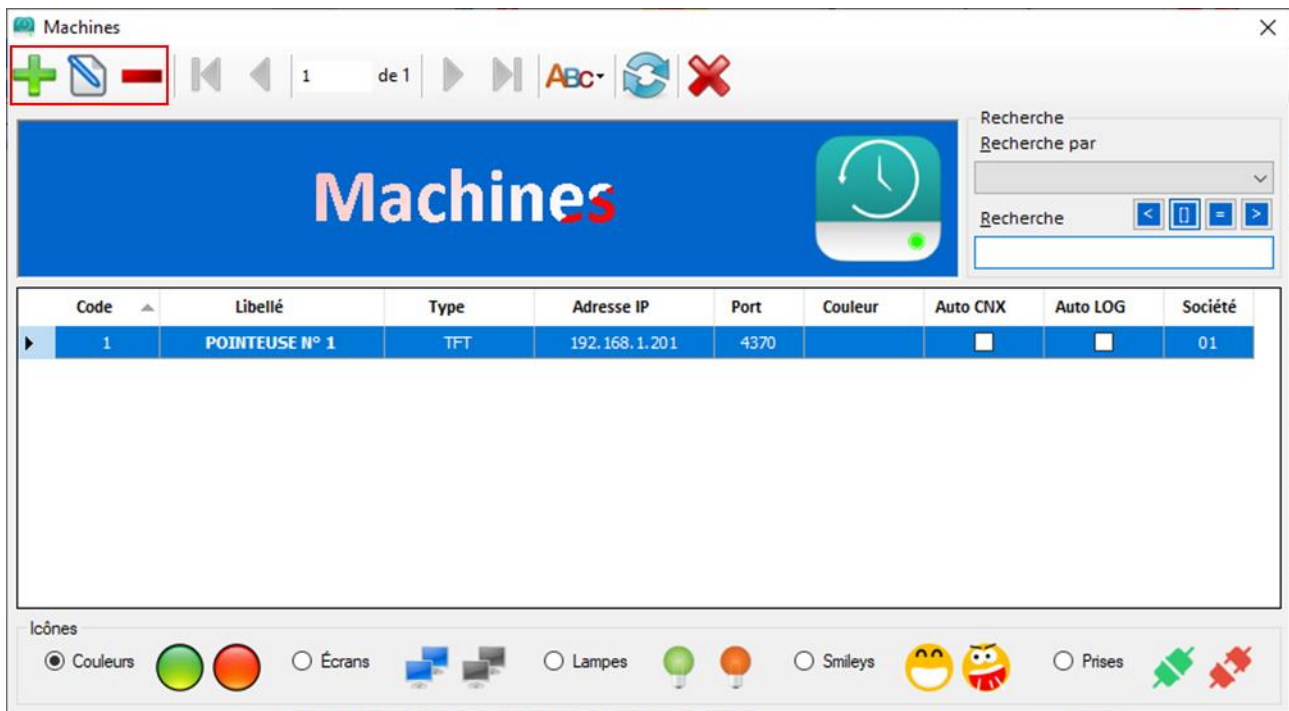 Machines
1 de 1 ABC
Machines
Recherche
Recherche par
Recherche < [] = >
Code Libellé Type Adresse IP Port Couleur Auto CNX Auto LOG Société
1 POINTEUSE N° 1 TFT 192.168.1.201 4370 01
Icônes
Couleurs Écrans Lampes Smileys Prises